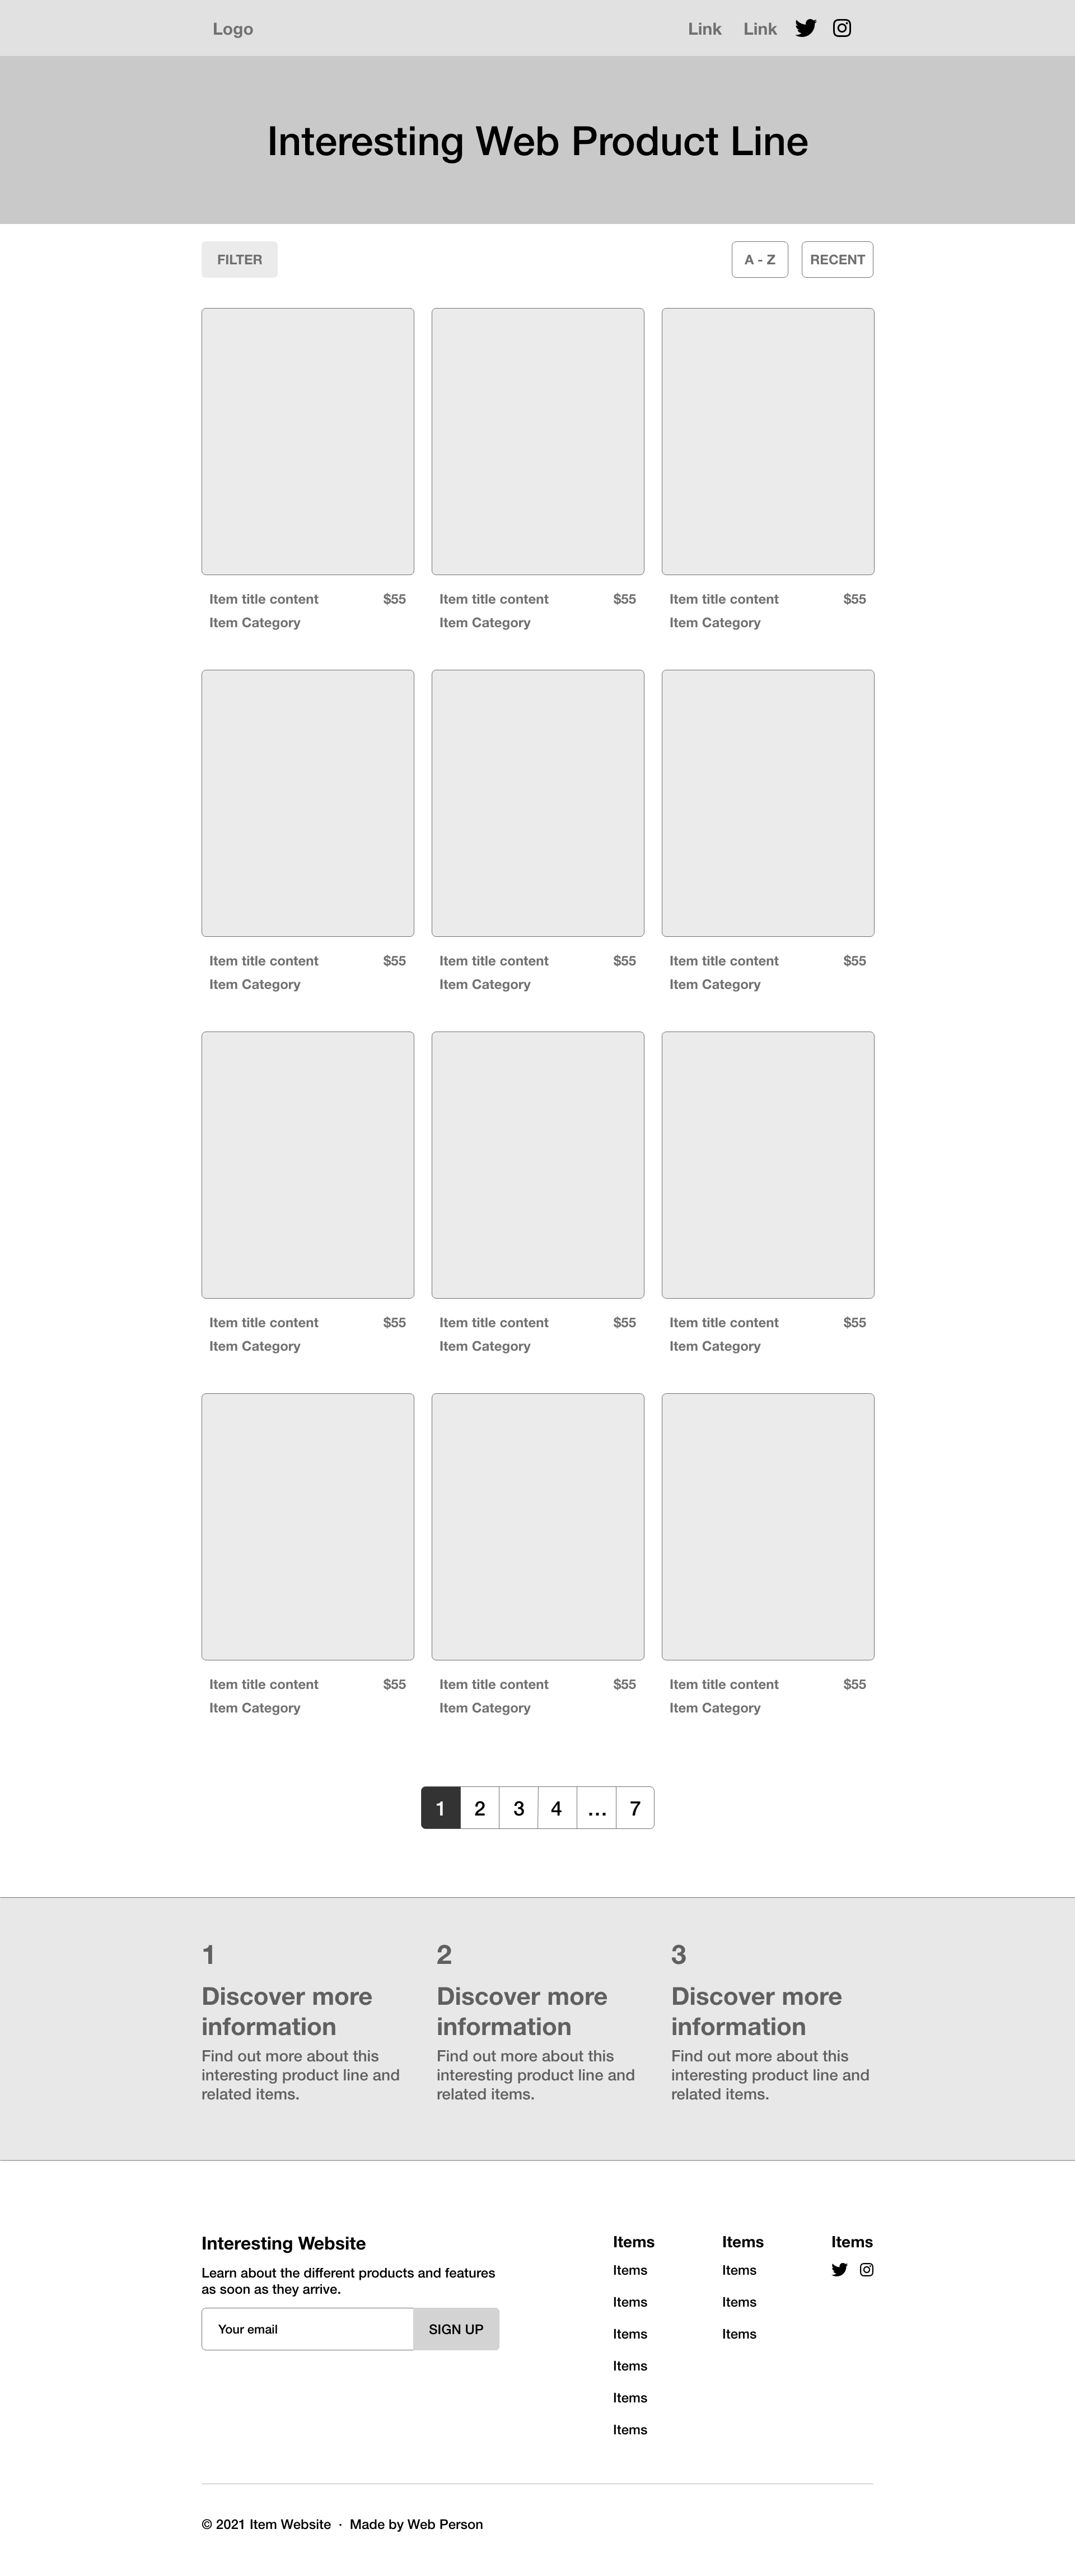 Logo Link Link
Interesting Web Product Line
FILTER A - Z RECENT
Item title content $55 Item title content $55 Item title content $55
Item Category Item Category Item Category
Item title content $55 Item title content $55 Item title content $55
Item Category Item Category Item Category
Item title content $55 Item title content $55 Item title content $55
Item Category Item Category Item Category
Item title content $55 Item title content $55 Item title content $55
Item Category Item Category Item Category
1 2 3 4 ... 7
1
Discover more
information
Find out more about this
interesting product line and
related items.
2
Discover more
information
Find out more about this
interesting product line and
related items.
3
Discover more
information
Find out more about this
interesting product line and
related items.
Interesting Website
Learn about the different products and features
as soon as they arrive.
Your email SIGN UP
Items
Items
Items
Items
Items
Items
Items
Items
Items
Items
Items
Items
© 2021 Item Website · Made by Web Person